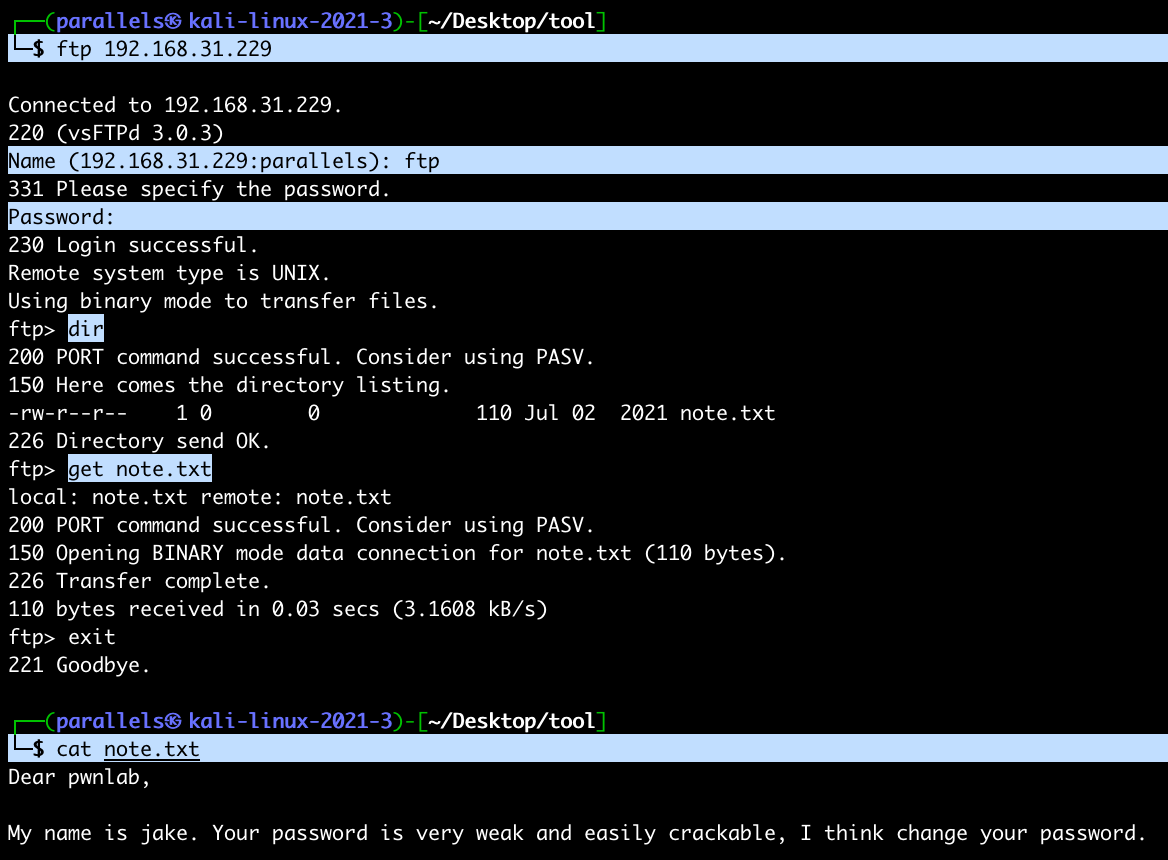 ┌──(parallels㉿kali-linux-2021-3)-[~/Desktop/tool]
└─$ ftp 192.168.31.229
Connected to 192.168.31.229.
220 (vsFTPd 3.0.3)
Name (192.168.31.229:parallels): ftp
331 Please specify the password.
Password:
230 Login successful.
Remote system type is UNIX.
Using binary mode to transfer files.
ftp> dir
200 PORT command successful. Consider using PASV.
150 Here comes the directory listing.
-rw-r--r--    1 0        0             110 Jul 02  2021 note.txt
226 Directory send OK.
ftp> get note.txt
local: note.txt remote: note.txt
200 PORT command successful. Consider using PASV.
150 Opening BINARY mode data connection for note.txt (110 bytes).
226 Transfer complete.
110 bytes received in 0.03 secs (3.1608 kB/s)
ftp> exit
221 Goodbye.
┌──(parallels㉿kali-linux-2021-3)-[~/Desktop/tool]
└─$ cat note.txt
Dear pwnlab,
My name is jake. Your password is very weak and easily crackable, I think change your password.